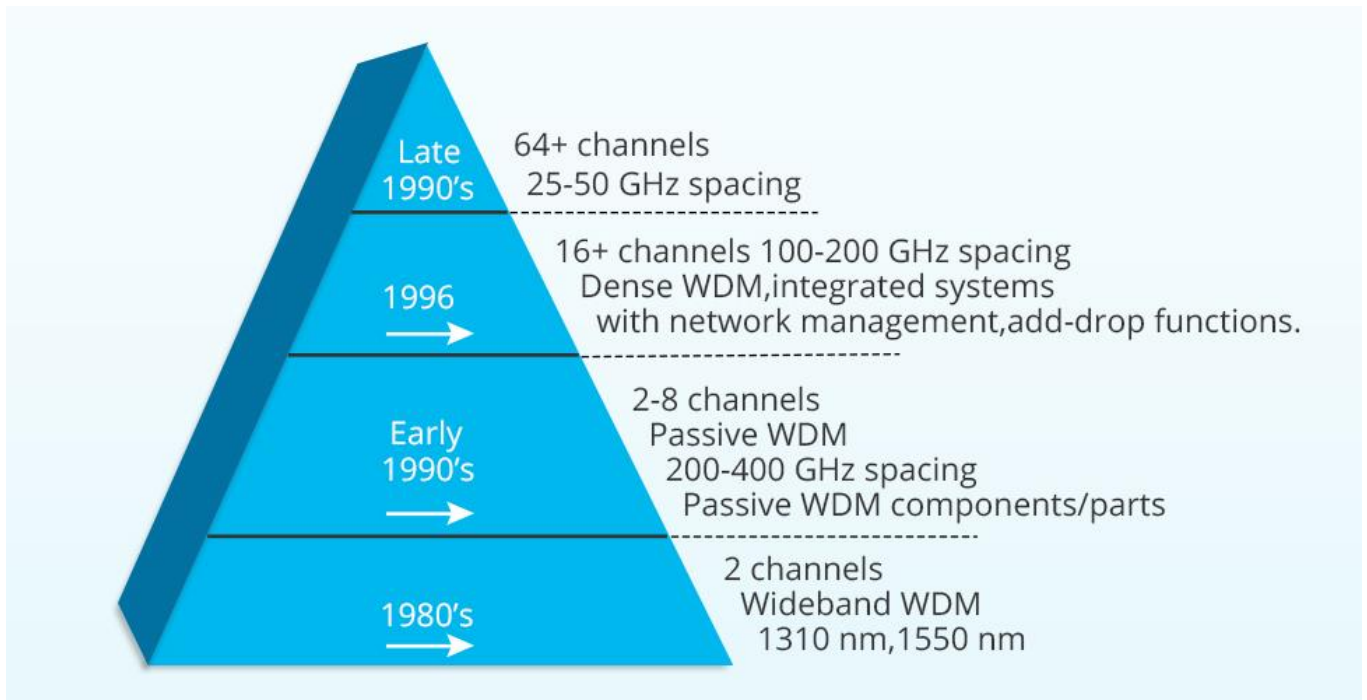 Late
1990’s
64+ channels
25-50 GHz spacing
1996
16+ channels 100-200 GHz spacing
Dense WDM,integrated systems
with network management,add-drop functions.
Early
1990’s
2-8 channels
Passive WDM
200-400 GHz spacing
Passive WDM components/parts
1980’s
2 channels
Wideband WDM
1310 nm,1550 nm